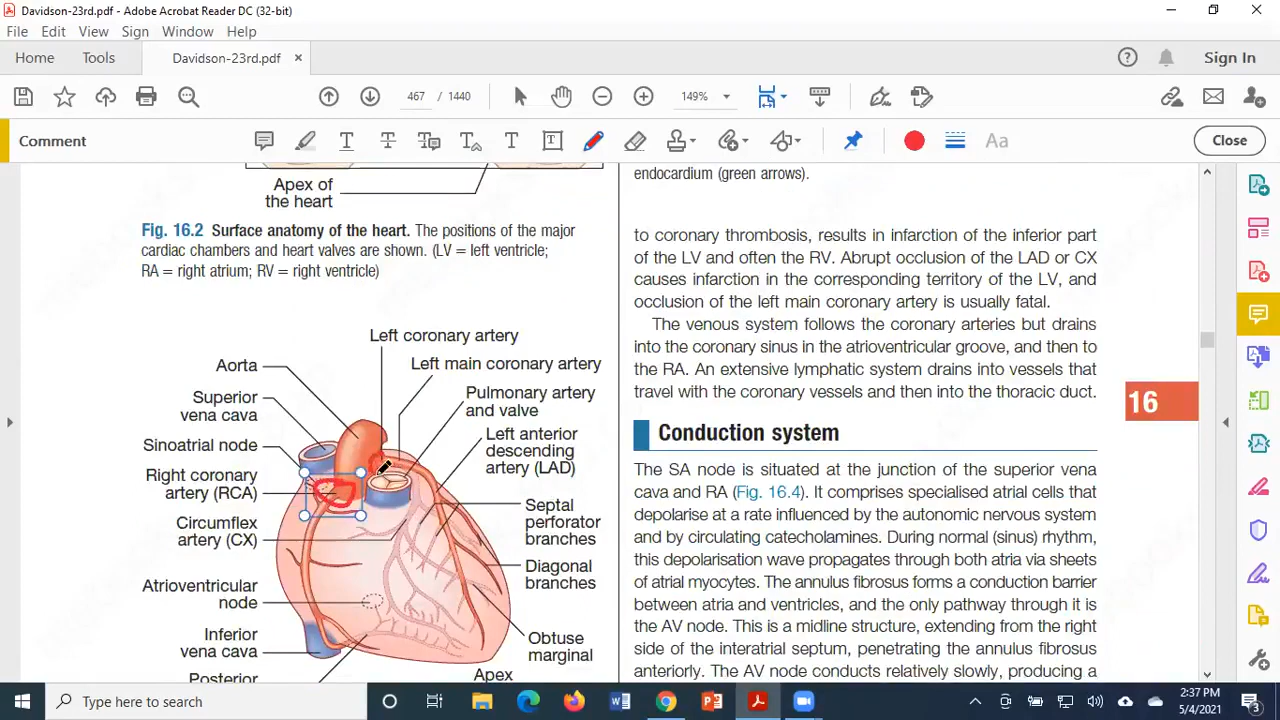 Davidson-23rd.pdf - Adobe Acrobat Reader DC (32-bit)
File Edit View Sign Window Help
Home Tools Davidson-23rd.pdf × Sign In
467 / 1440 149%
Comment Aa Close
Apex of
the heart
Fig. 16.2 Surface anatomy of the heart. The positions of the major
cardiac chambers and heart valves are shown. (LV = left ventricle;
RA = right atrium; RV = right ventricle)
Left coronary artery
Left main coronary artery
Aorta
Pulmonary artery
and valve
Superior
vena cava
Left anterior
descending
artery (LAD)
Sinoatrial node
Right coronary
artery (RCA)
Septal
perforator
branches
Circumflex
artery (CX)
Diagonal
branches
Atrioventricular
node
Inferior
vena cava
Obtuse
marginal
Apex
Posterior
endocardium (green arrows).
to coronary thrombosis, results in infarction of the inferior part
of the LV and often the RV. Abrupt occlusion of the LAD or CX
causes infarction in the corresponding territory of the LV, and
occlusion of the left main coronary artery is usually fatal.
The venous system follows the coronary arteries but drains
into the coronary sinus in the atrioventricular groove, and then to
the RA. An extensive lymphatic system drains into vessels that
travel with the coronary vessels and then into the thoracic duct.
16
Conduction system
The SA node is situated at the junction of the superior vena
cava and RA (Fig. 16.4). It comprises specialised atrial cells that
depolarise at a rate influenced by the autonomic nervous system
and by circulating catecholamines. During normal (sinus) rhythm,
this depolarisation wave propagates through both atria via sheets
of atrial myocytes. The annulus fibrosus forms a conduction barrier
between atria and ventricles, and the only pathway through it is
the AV node. This is a midline structure, extending from the right
side of the interatrial septum, penetrating the annulus fibrosus
anteriorly. The AV node conducts relatively slowly, producing a
Type here to search
2:37 PM
5/4/2021
3